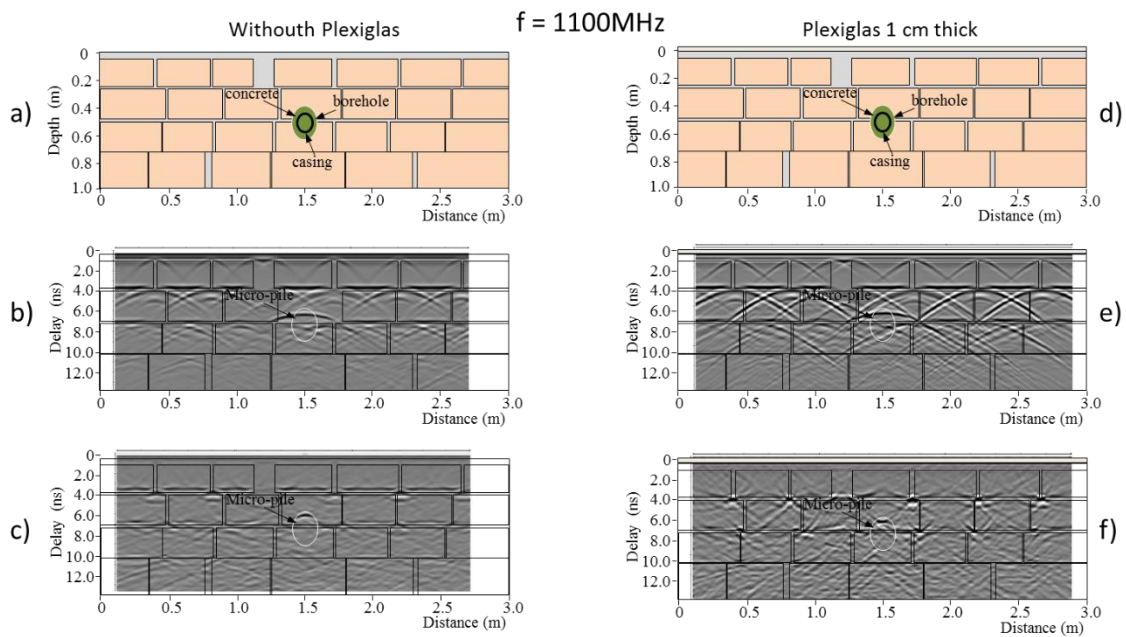 f = 1100MHz
Withouth Plexiglas
Plexiglas 1 cm thick
a)
Depth (m)
0
0.2
0.4
0.6
0.8
1.0
concrete
borehole
casing
0
0.5
1.0
1.5
2.0
2.5
3.0
Distance (m)
d)
Depth (m)
0
0.2
0.4
0.6
0.8
1.0
concrete
borehole
casing
0
0.5
1.0
1.5
2.0
2.5
3.0
Distance (m)
b)
Delay (ns)
0
2.0
4.0
6.0
8.0
10.0
12.0
Micro-pile
0
0.5
1.0
1.5
2.0
2.5
3.0
Distance (m)
e)
Delay (ns)
0
2.0
4.0
6.0
8.0
10.0
12.0
Micro-pile
0
0.5
1.0
1.5
2.0
2.5
3.0
Distance (m)
c)
Delay (ns)
0
2.0
4.0
6.0
8.0
10.0
12.0
Micro-pile
0
0.5
1.0
1.5
2.0
2.5
3.0
Distance (m)
f)
Delay (ns)
0
2.0
4.0
6.0
8.0
10.0
12.0
Micro-pile
0
0.5
1.0
1.5
2.0
2.5
3.0
Distance (m)